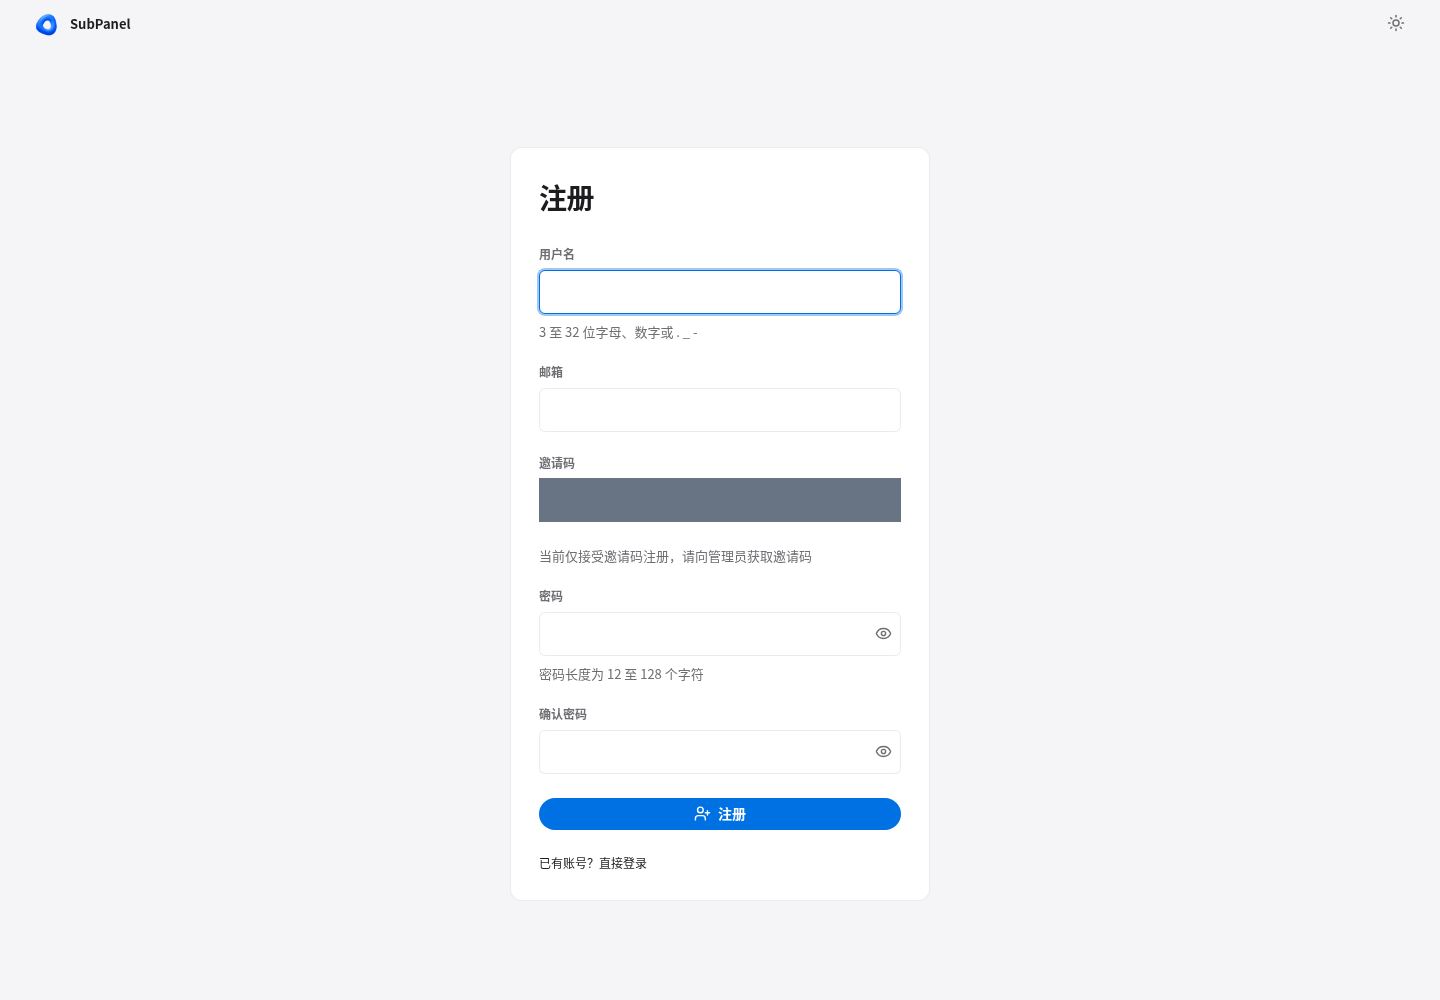 SubPanel
注册
用户名
3 至 32 位字母、数字或 . _ -
邮箱
邀请码
当前仅接受邀请码注册，请向管理员获取邀请码
密码
密码长度为 12 至 128 个字符
确认密码
注册
已有账号？直接登录